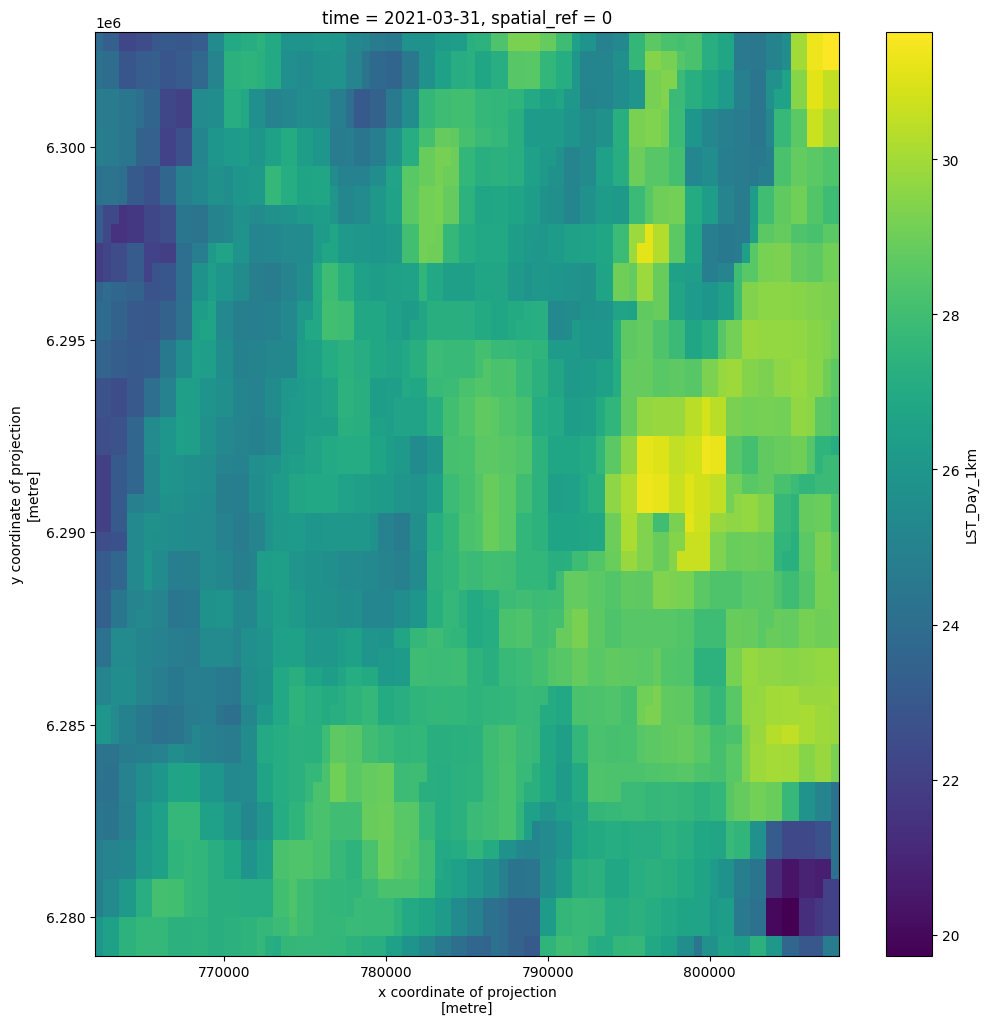 time = 2021-03-31, spatial_ref = 0
1e6
6.300
6.295
6.290
6.285
6.280
y coordinate of projection
[metre]
770000
780000
790000
800000
x coordinate of projection
[metre]
30
28
26
24
22
20
LST_Day_1km